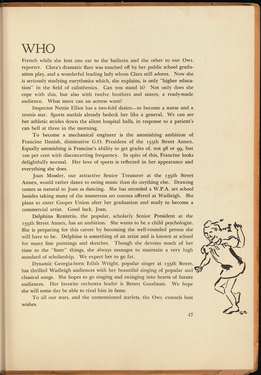 WHO
French while she lent one ear to the bulletin and the other to our Owl
reporter. Clara's dramatic flare was touched off by her public school gradu-
ation play, and a wonderful leading lady whom Clara still adores. Now she
is seriously studying eurythmics which, she explains, is only "higher educa-
tion" in the field of calisthenics. Can you stand it? Not only does she
cope with this, but also with twelve brothers and sisters, a ready-made
audience. What more can an actress want?
Inspector Nettie Elliot has a two-fold desire—to become a nurse and a
tennis star. Sports medals already bedeck her like a general. We can see
her athletic strides down the silent hospital halls, in response to a patient's
call bell at three in the morning.
To become a mechanical engineer is the astonishing ambition of
Francine Danish, diminutive G.O. President of the 135th Street Annex.
Equally astonishing is Francine's ability to get grades of, not 98 or 99, but
100 per cent with disconcerting frequency. In spite of this, Francine looks
delightfully normal. Her love of sports is reflected in her appearance and
everything she does.
Joan Mosler, our attractive Senior Treasurer at the 135th Street
Annex, would rather dance to swing music than do anything else. Drawing
comes as natural to Joan as dancing. She has attended a W.P.A. art school
besides taking many of the numerous art courses offered at Wadleigh. She
plans to enter Cooper Union after her graduation and study to become a
commercial artist. Good luck, Joan.
Delphina Renterria, the popular, scholarly Senior President at the
135th Street Annex, has an ambition. She wants to be a child psychologist.
She is preparing for this career by becoming the well-rounded person she
will have to be. Delphine is something of an artist and is known at school
for many fine paintings and sketches. Though she devotes much of her
time to the "finer" things, she always manages to maintain a very high
standard of scholarship. We expect her to go far.
Dynamic Georgia-born Edith Wright, popular singer at 135th Street,
has thrilled Wadleigh audiences with her beautiful singing of popular and
classical songs. She hopes to go singing and swinging into hearts of future
audiences. Her favorite orchestra leader is Benny Goodman. We hope
she will some day be able to rival him in fame.
To all our stars, and the unmentioned starlets, the Owl extends best
wishes.
47